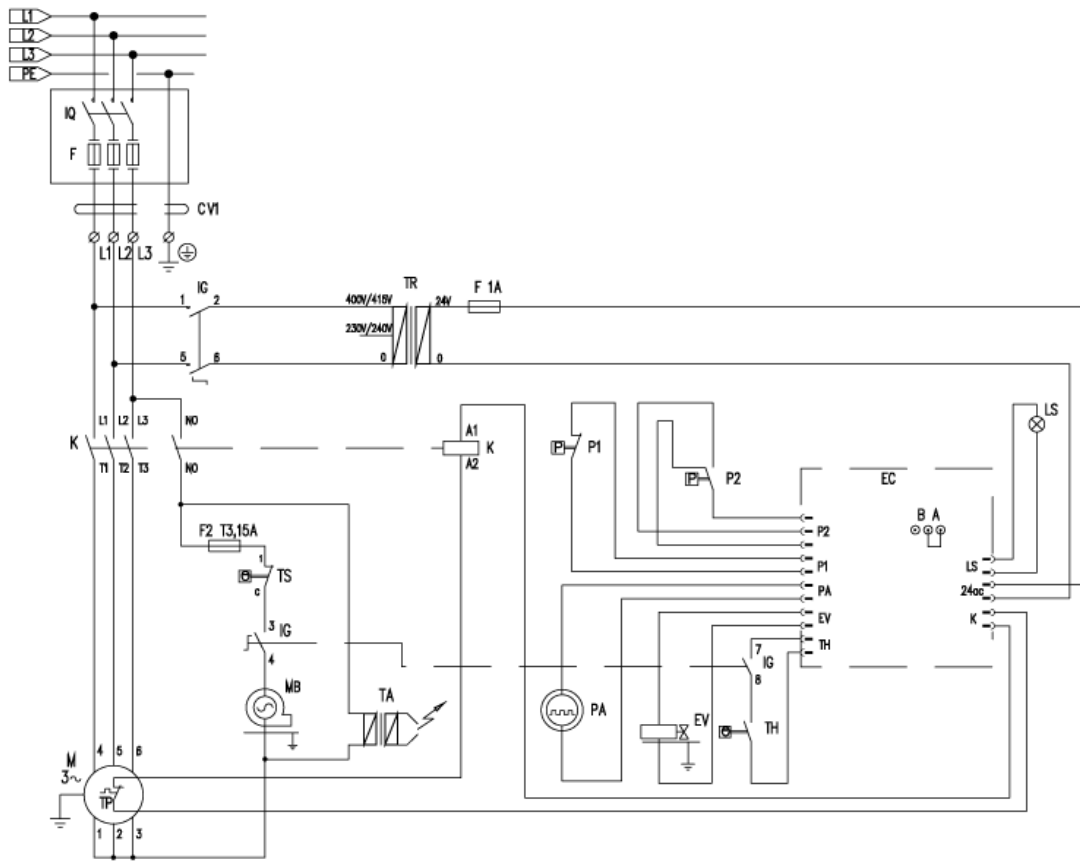 L1
L2
L3
PE
IQ
F
CV1
L1 L2 L3
IG
1 2
5 6
TR
400V/415V
230V/240V
0
24V
0
F 1A
K
L1 L2 L3 NO
T1 T2 T3 NO
A1
K
A2
P
P1
P
P2
EC
LS
B A
P2
P1
PA
EV
TH
LS
24ac
K
F2 T3,15A
1
TS
c
3
IG
4
MB
TA
PA
EV
7
IG
8
TH
M
3~
4 5 6
TP
1 2 3